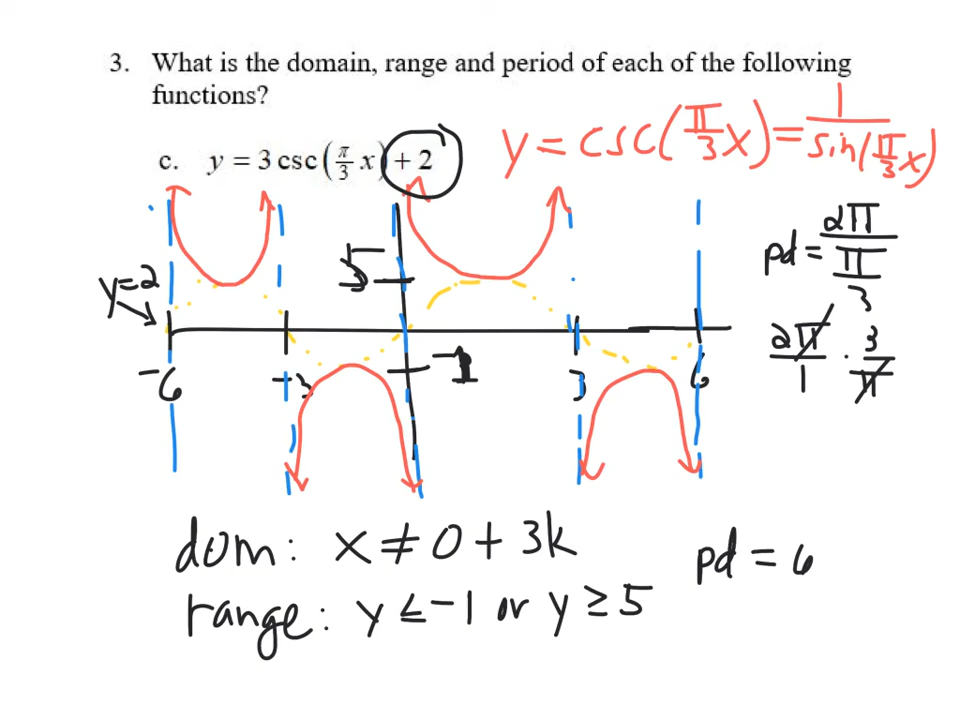 3. What is the domain, range and period of each of the following
functions?
c. y = 3 csc(π/3 x) + 2
y = csc(π/3 x) = 1/sin(π/3 x)
pd = 2π/(π/3)
2π/1 · 3/π
5
y=2
-1
-6 +3 3 6
dom: x ≠ 0 + 3k
pd = 6
range: y ≤ -1 or y ≥ 5